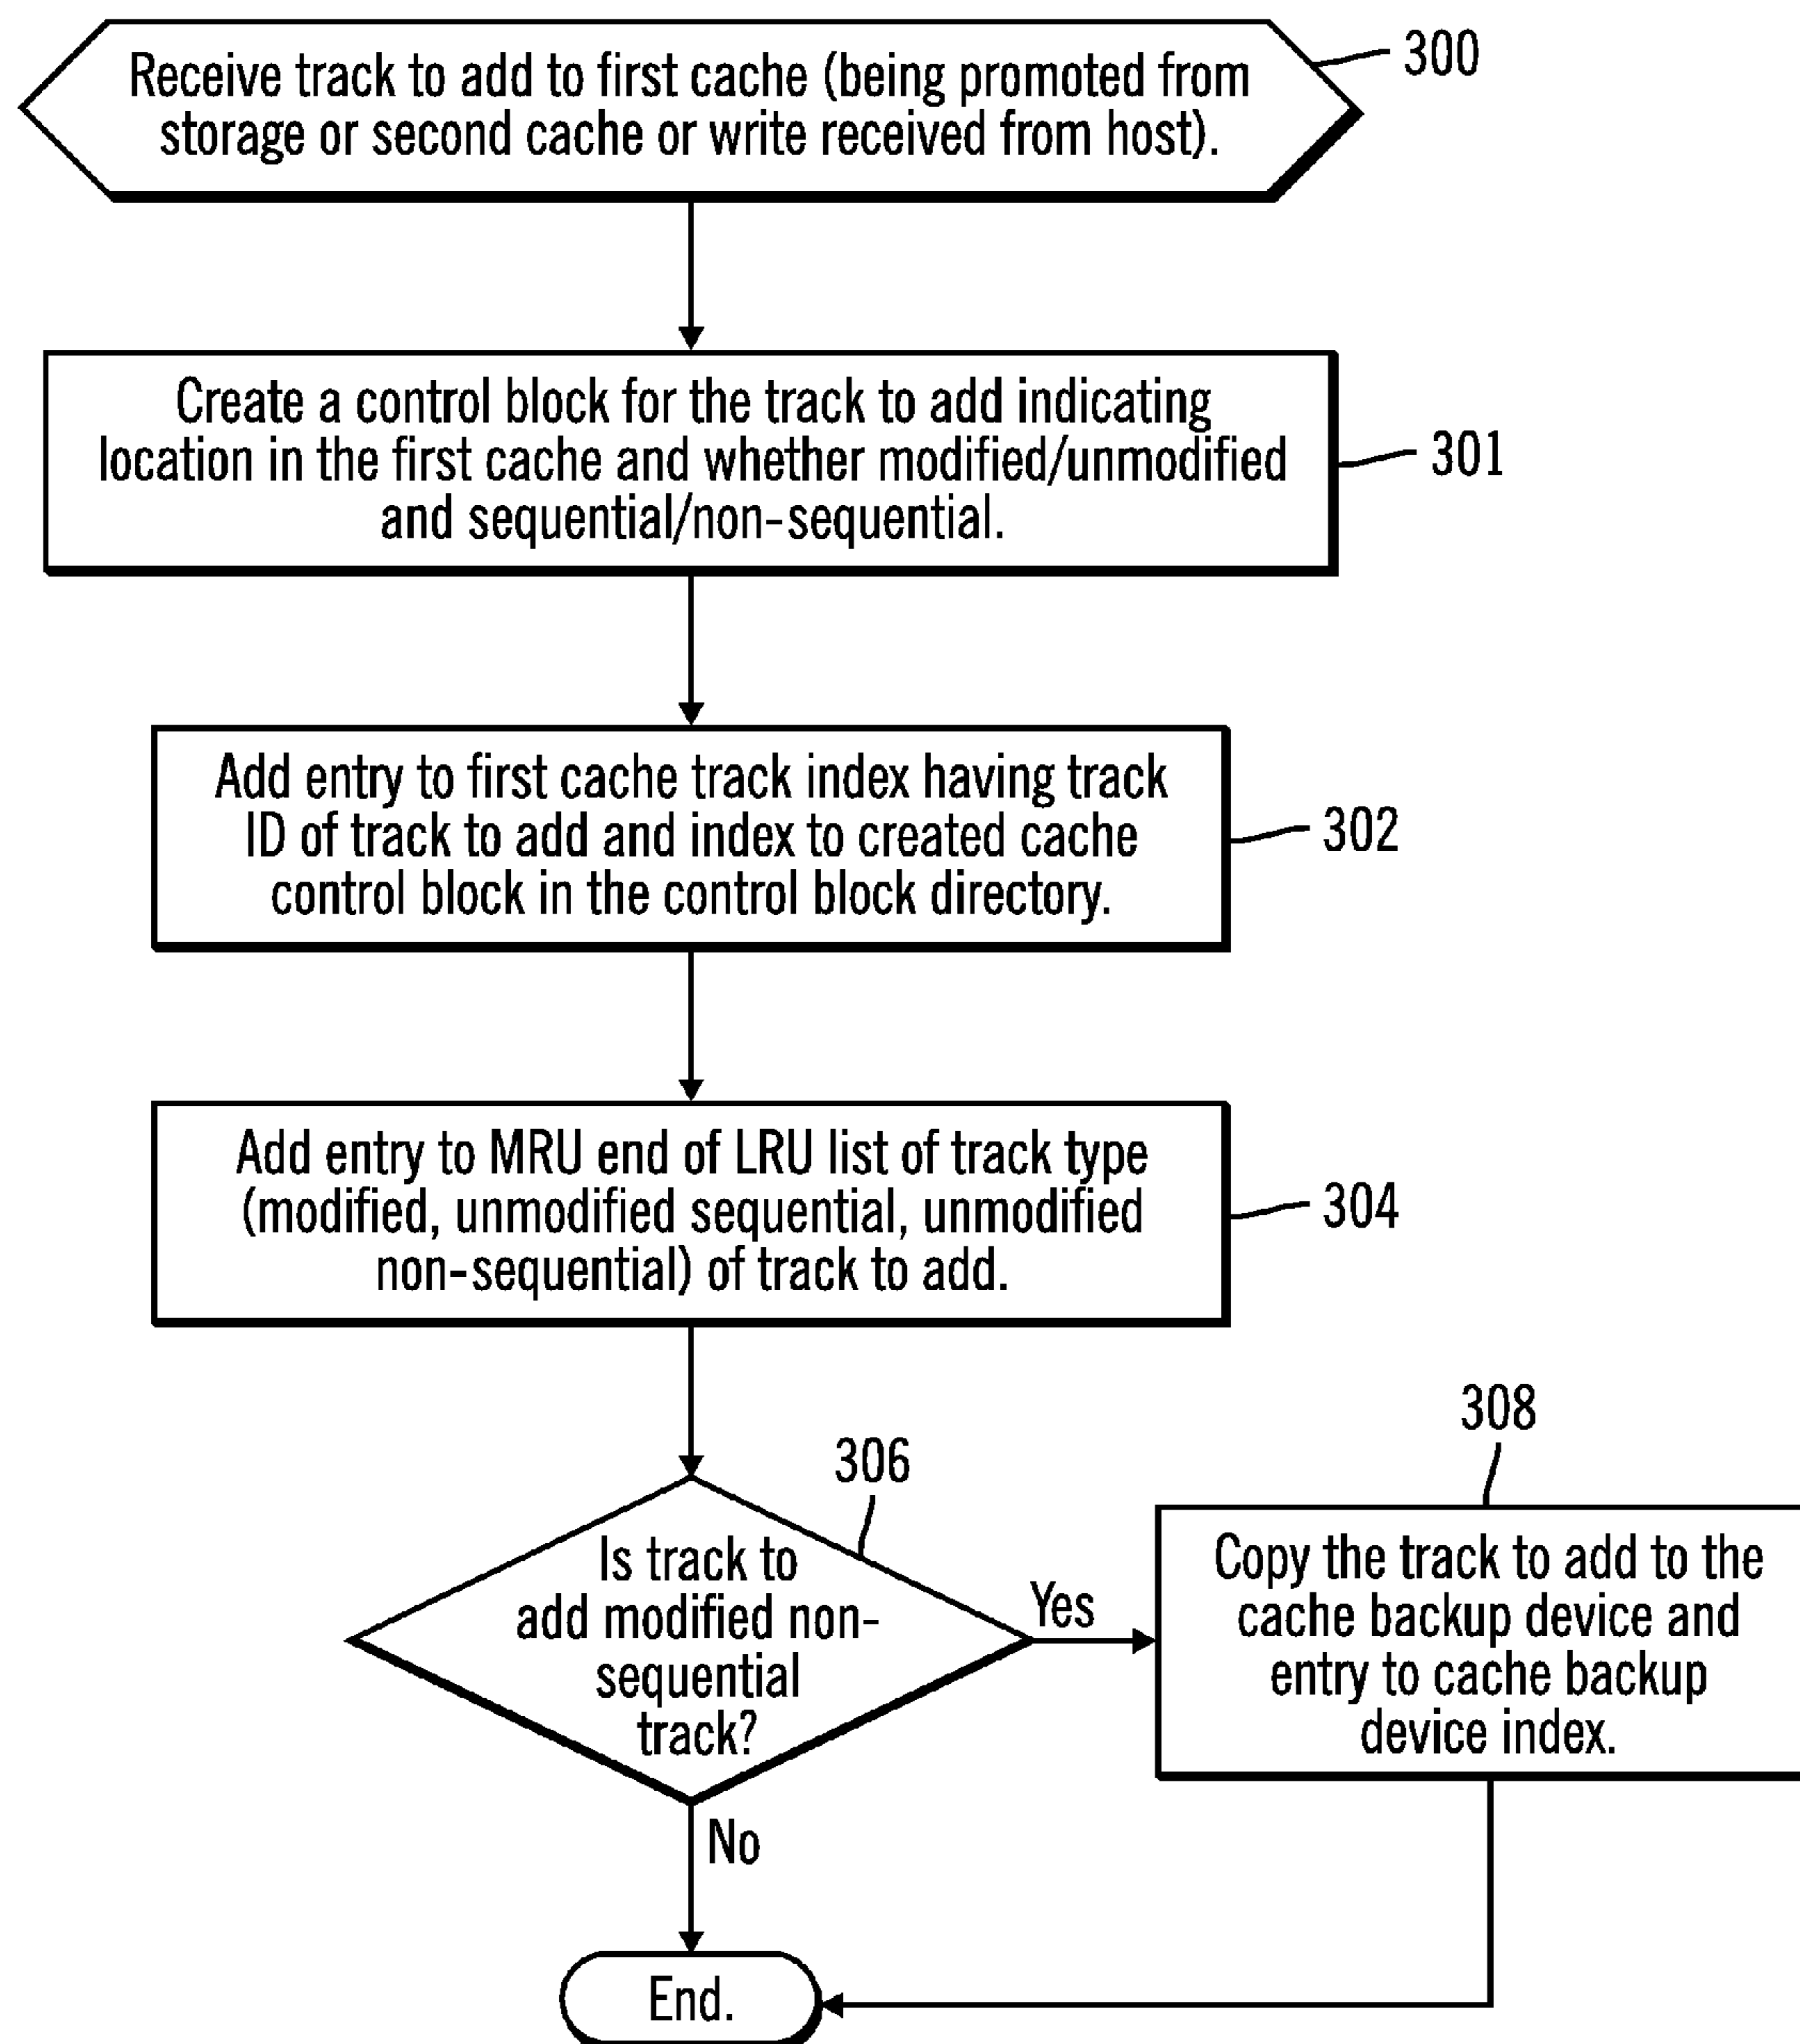 Receive track to add to first cache (being promoted from
storage or second cache or write received from host).
300
Create a control block for the track to add indicating
location in the first cache and whether modified/unmodified
and sequential/non-sequential.
301
Add entry to first cache track index having track
ID of track to add and index to created cache
control block in the control block directory.
302
Add entry to MRU end of LRU list of track type
(modified, unmodified sequential, unmodified
non-sequential) of track to add.
304
306
Is track to
add modified non-
sequential
track?
Yes
308
Copy the track to add to the
cache backup device and
entry to cache backup
device index.
No
End.